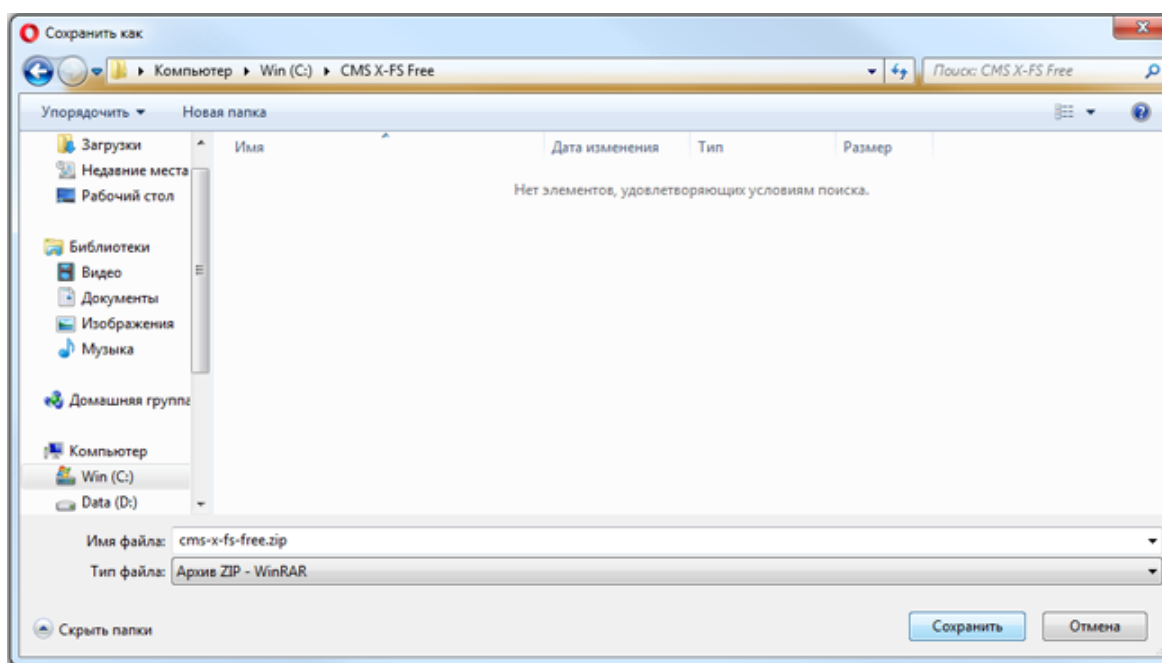 Сохранить как
Компьютер Win (C:) CMS X-FS Free Поиск: CMS X-FS Free
Упорядочить Новая папка
Загрузки
Недавние места
Рабочий стол
Библиотеки
Видео
Документы
Изображения
Музыка
Домашняя группа
Компьютер
Win (C:)
Data (D:)
Имя Дата изменения Тип Размер
Нет элементов, удовлетворяющих условиям поиска.
Имя файла: cms-x-fs-free.zip
Тип файла: Архив ZIP - WinRAR
Скрыть папки Сохранить Отмена